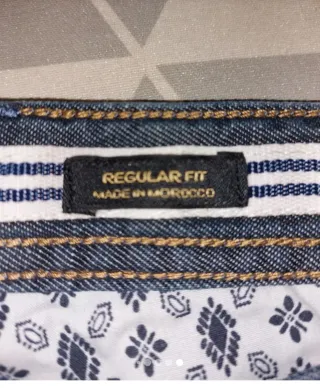 REGULAR FIT
MADE IN MOROCCO